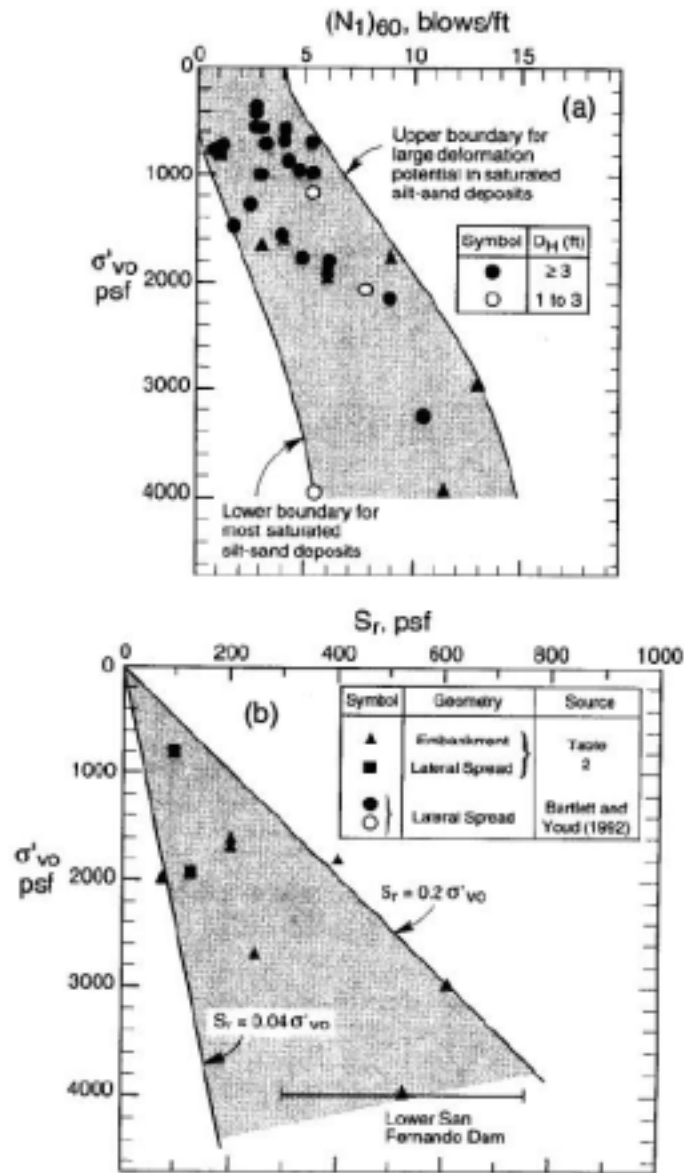 (N₁)₆₀, blows/ft
0 5 10 15
0
1000
2000
3000
4000
σ'vo
psf
(a)
Upper boundary for
large deformation
potential in saturated
silt-sand deposits
Symbol D_H (ft)
● ≥ 3
○ 1 to 3
Lower boundary for
most saturated
silt-sand deposits
S_r, psf
0 200 400 600 800 1000
0
1000
2000
3000
4000
σ'vo
psf
(b)
Symbol Geometry Source
▲ Embankment } Table
■ Lateral Spread 2
● ○ } Lateral Spread Bartlett and
Youd (1992)
S_r = 0.2 σ'vo
S_r = 0.04 σ'vo
Lower San
Fernando Dam